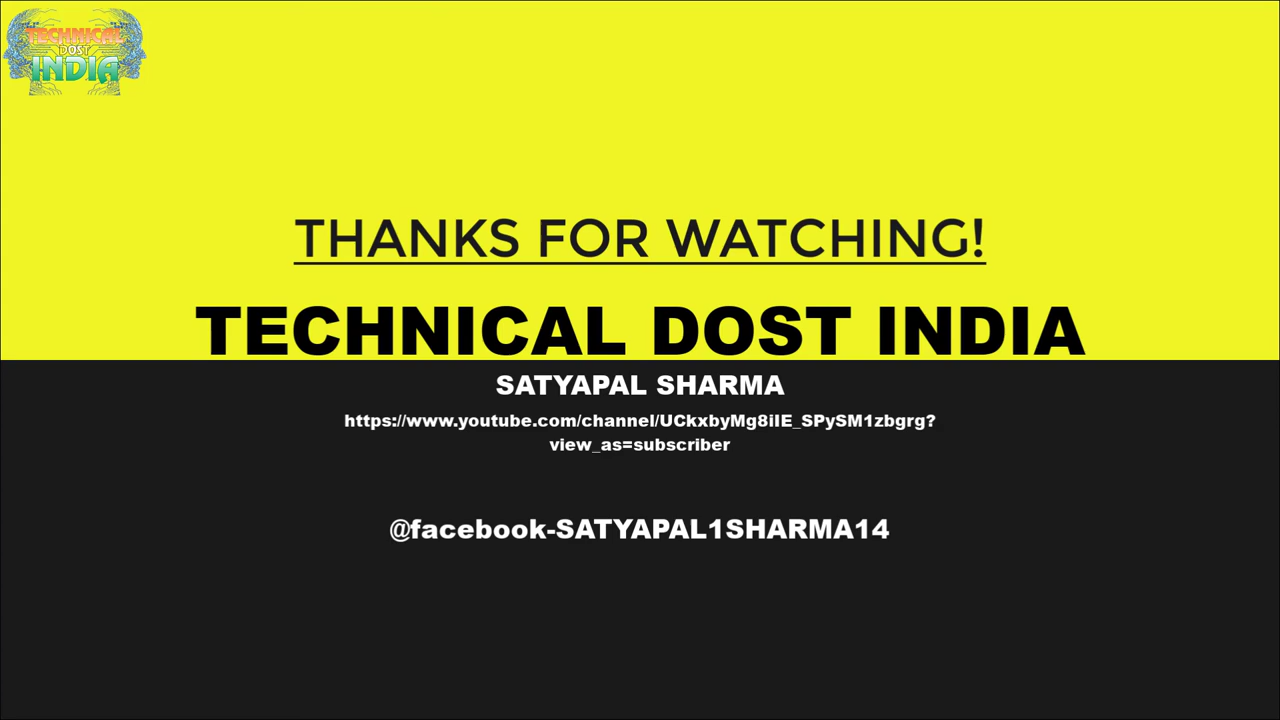 TECHNICAL
DOST
INDIA
THANKS FOR WATCHING!
TECHNICAL DOST INDIA
SATYAPAL SHARMA
https://www.youtube.com/channel/UCkxbyMg8iIE_SPySM1zbgrg?
view_as=subscriber
@facebook-SATYAPAL1SHARMA14